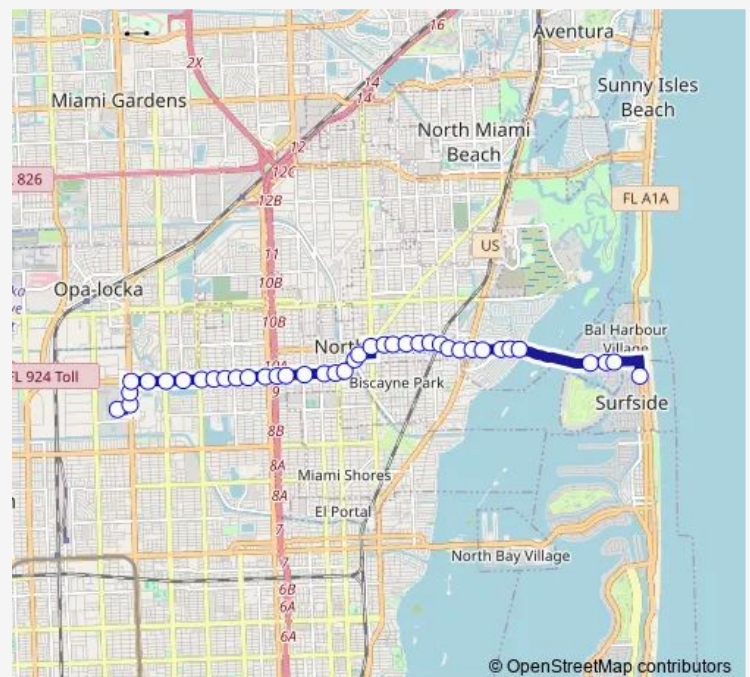 16
Aventura
2X
14
14
Sunny Isles
Beach
Miami Gardens
North Miami
Beach
12
12C
826
FL A1A
12B
US
11
Opa-locka
10B
10B
Bal Harbour
Village
North
FL 924 Toll
Biscayne Park
9
Surfside
8B
8A
Miami Shores
8A
El Portal
7
North Bay Village
7
6B
6A
6A
© OpenStreetMap contributors